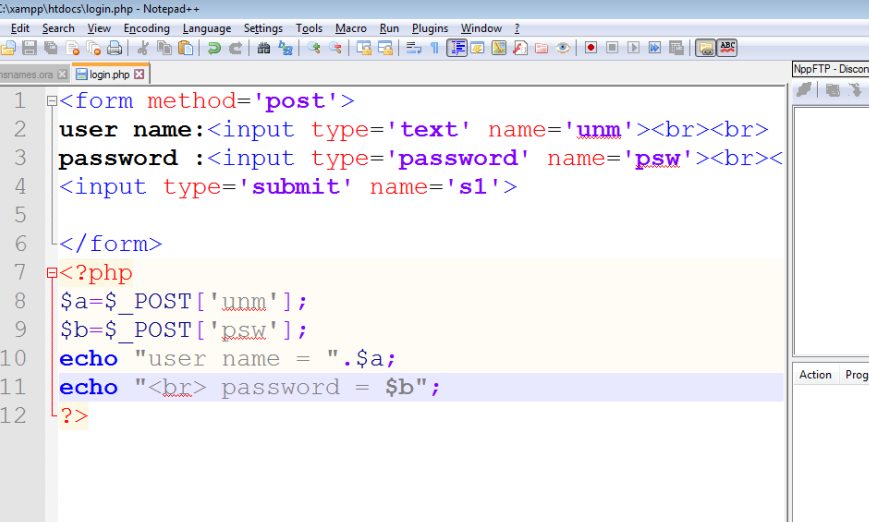 C:\xampp\htdocs\login.php - Notepad++
Edit Search View Encoding Language Settings Tools Macro Run Plugins Window ?
ABC
nsnames.ora login.php
NppFTP - Discon
1 <form method='post'>
2 user name:<input type='text' name='unm'><br><br>
3 password :<input type='password' name='psw'><br><
4 <input type='submit' name='s1'>
5
6 </form>
7 <?php
8 $a=$_POST['unm'];
9 $b=$_POST['psw'];
10 echo "user name = ".$a;
11 echo "<br> password = $b";
12 ?>
Action Prog